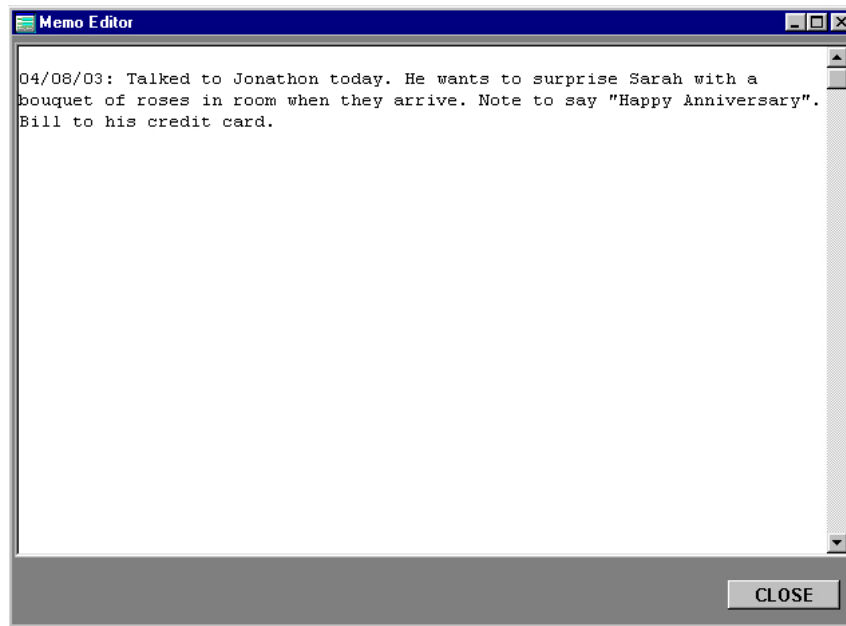 Memo Editor
04/08/03: Talked to Jonathon today. He wants to surprise Sarah with a
bouquet of roses in room when they arrive. Note to say "Happy Anniversary".
Bill to his credit card.
CLOSE